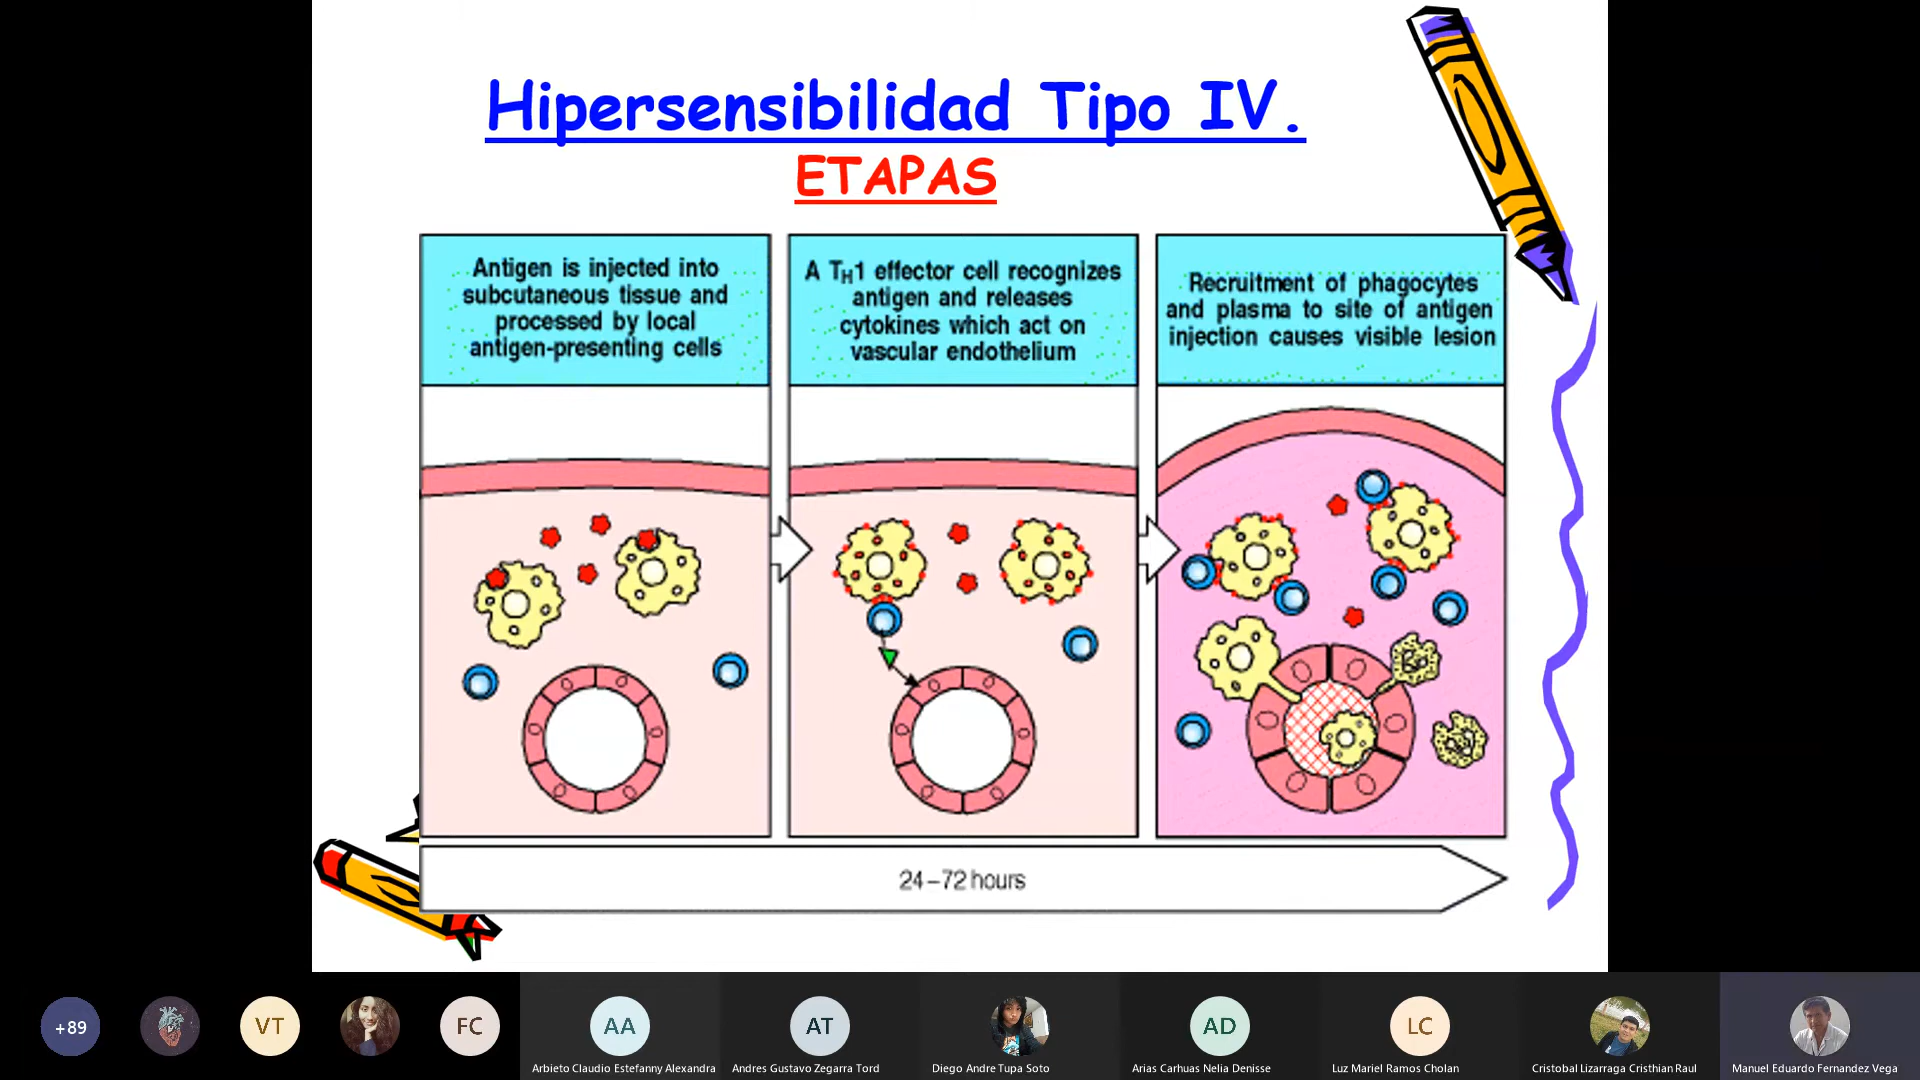 Hipersensibilidad Tipo IV.
ETAPAS
Antigen is injected into
subcutaneous tissue and
processed by local
antigen-presenting cells
A TH1 effector cell recognizes
antigen and releases
cytokines which act on
vascular endothelium
Recruitment of phagocytes
and plasma to site of antigen
injection causes visible lesion
24-72 hours
+89
VT
FC
AA
AT
AD
LC
Arbieto Claudio Estefanny Alexandra
Andres Gustavo Zegarra Tord
Diego Andre Tupa Soto
Arias Carhuas Nelia Denisse
Luz Mariel Ramos Cholan
Cristobal Lizarraga Cristhian Raul
Manuel Eduardo Fernandez Vega